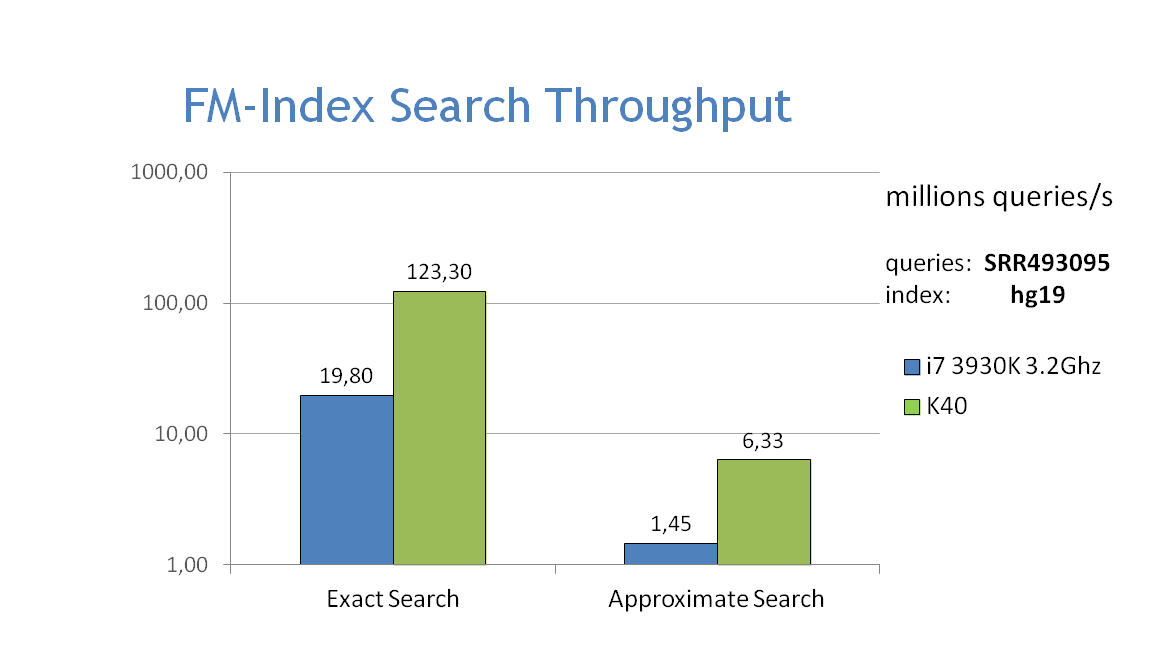 FM-Index Search Throughput
1000,00
100,00
10,00
1,00
19,80
123,30
1,45
6,33
Exact Search
Approximate Search
millions queries/s
queries: SRR493095
index: hg19
i7 3930K 3.2Ghz
K40